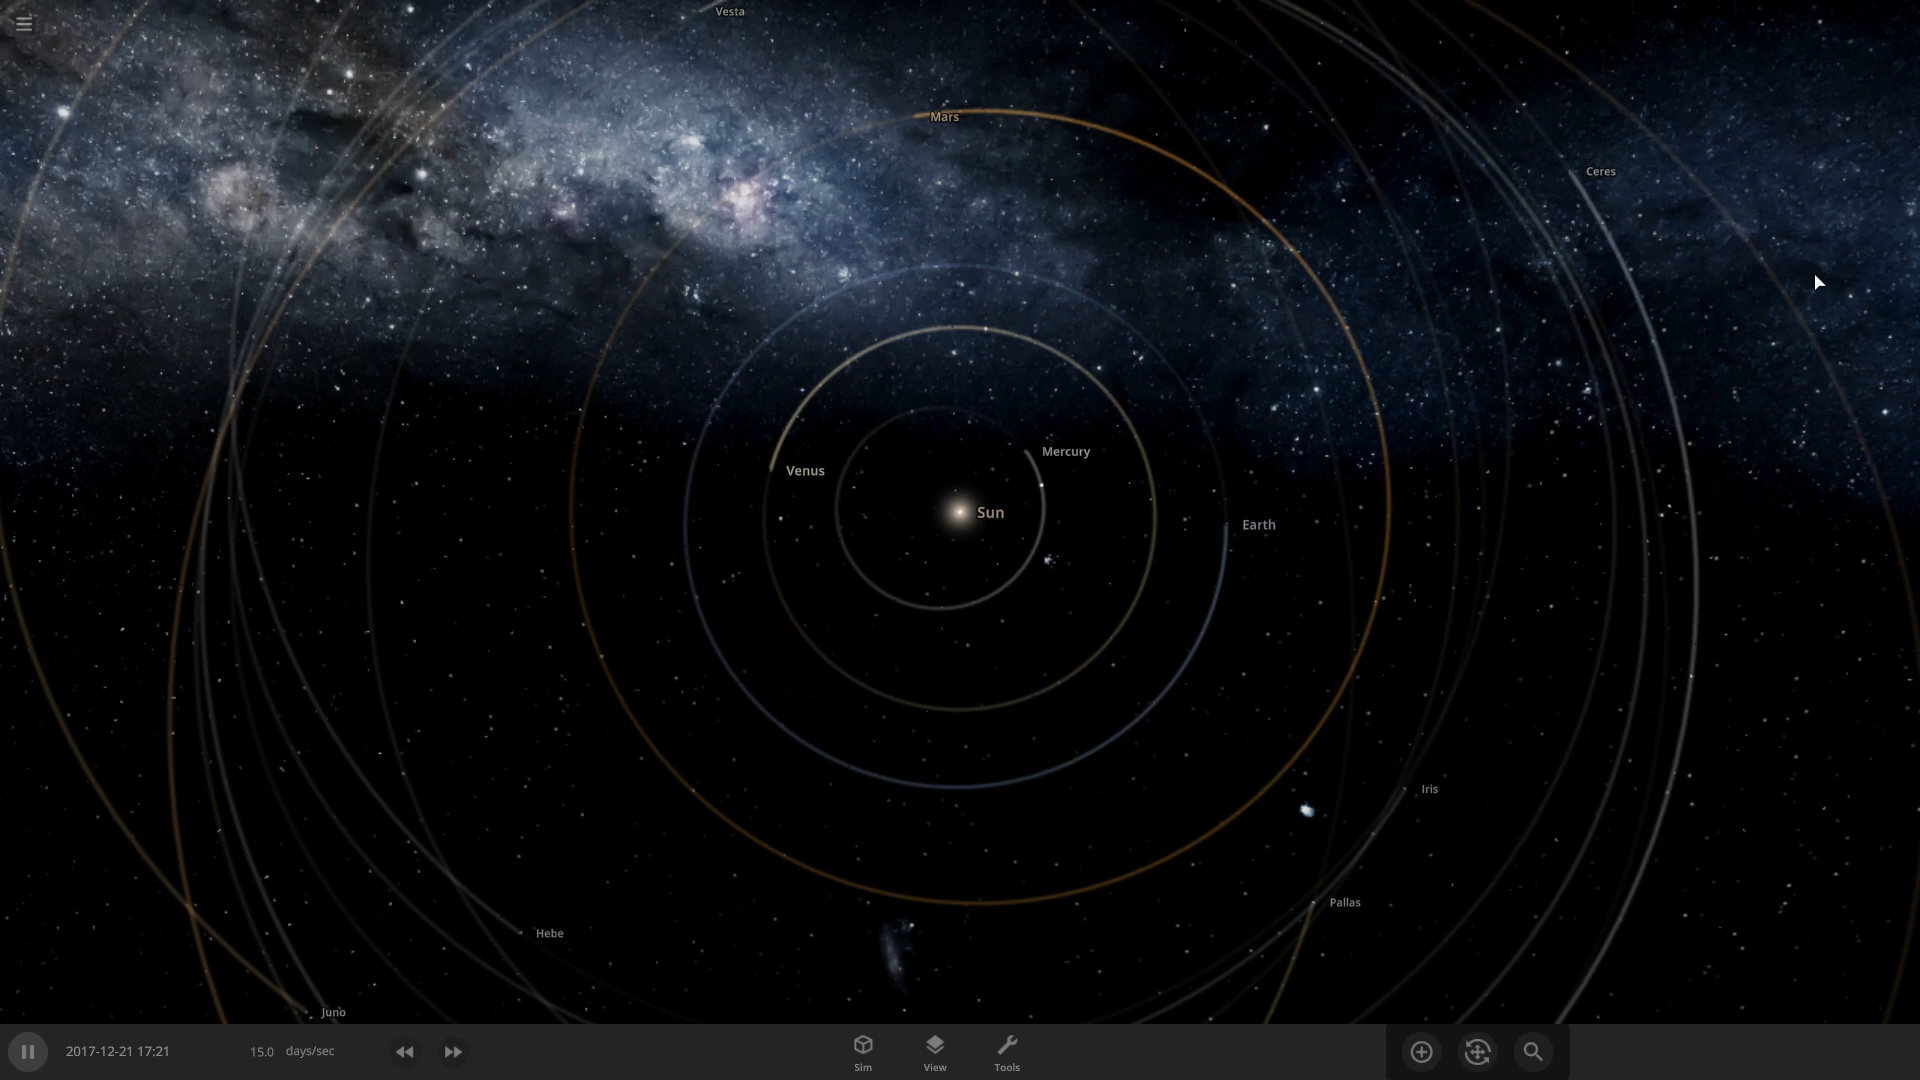 Vesta
Mars
Ceres
Mercury
Venus
Sun
Earth
Iris
Pallas
Hebe
Juno
2017-12-21 17:21
15.0 days/sec
Sim
View
Tools